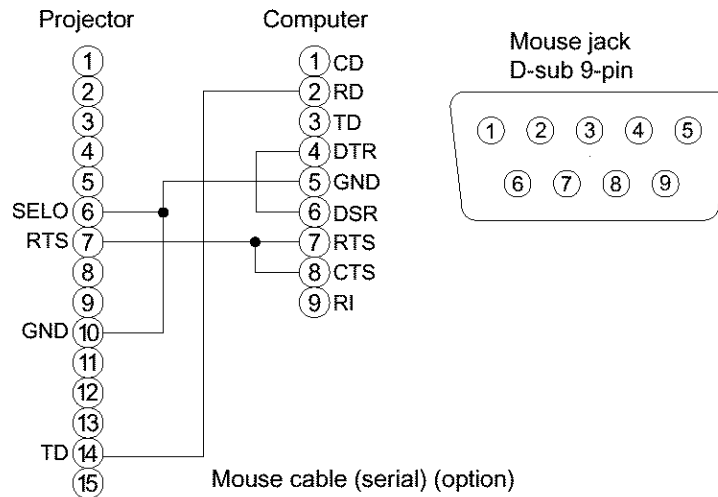 Projector Computer
1 1 CD
2 2 RD
3 3 TD
4 4 DTR
5 5 GND
SELO 6 6 DSR
RTS 7 7 RTS
8 8 CTS
9 9 RI
GND 10
11
12
13
TD 14
15
Mouse jack
D-sub 9-pin
1 2 3 4 5
6 7 8 9
Mouse cable (serial) (option)